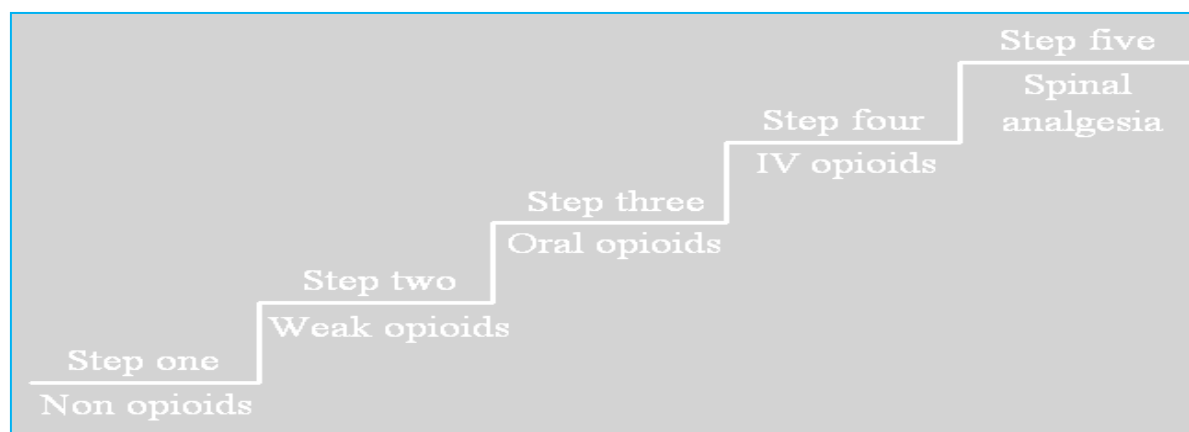 Step five
Spinal
analgesia
Step four
IV opioids
Step three
Oral opioids
Step two
Weak opioids
Step one
Non opioids